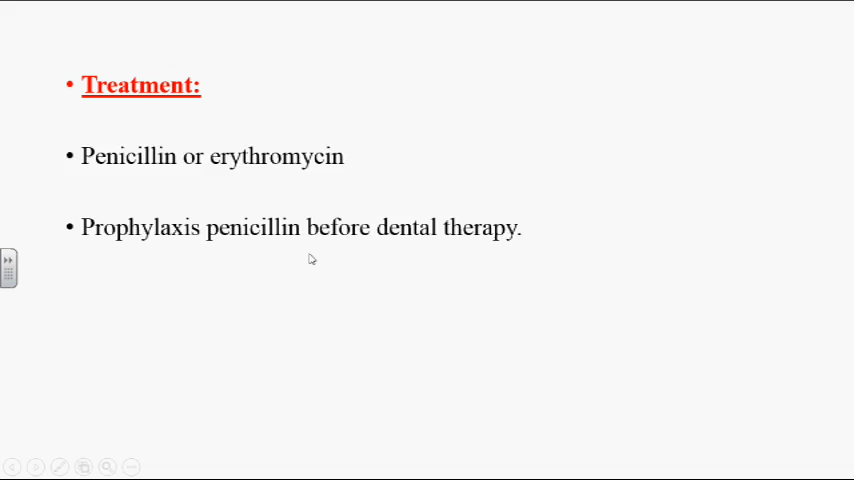 • Treatment:
• Penicillin or erythromycin
• Prophylaxis penicillin before dental therapy.